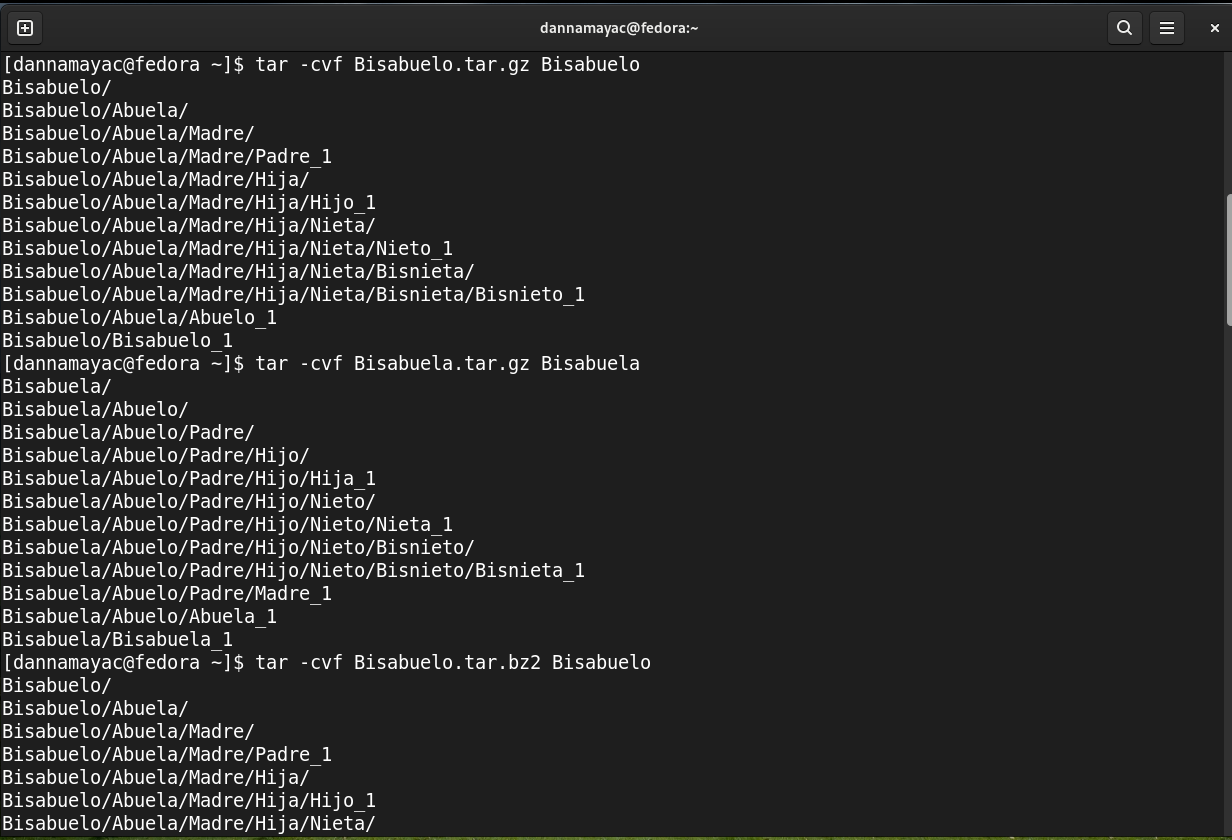 dannamayac@fedora:~
[dannamayac@fedora ~]$ tar -cvf Bisabuelo.tar.gz Bisabuelo
Bisabuelo/
Bisabuelo/Abuela/
Bisabuelo/Abuela/Madre/
Bisabuelo/Abuela/Madre/Padre_1
Bisabuelo/Abuela/Madre/Hija/
Bisabuelo/Abuela/Madre/Hija/Hijo_1
Bisabuelo/Abuela/Madre/Hija/Nieta/
Bisabuelo/Abuela/Madre/Hija/Nieta/Nieto_1
Bisabuelo/Abuela/Madre/Hija/Nieta/Bisnieta/
Bisabuelo/Abuela/Madre/Hija/Nieta/Bisnieta/Bisnieto_1
Bisabuelo/Abuela/Abuelo_1
Bisabuelo/Bisabuelo_1
[dannamayac@fedora ~]$ tar -cvf Bisabuela.tar.gz Bisabuela
Bisabuela/
Bisabuela/Abuelo/
Bisabuela/Abuelo/Padre/
Bisabuela/Abuelo/Padre/Hijo/
Bisabuela/Abuelo/Padre/Hijo/Hija_1
Bisabuela/Abuelo/Padre/Hijo/Nieto/
Bisabuela/Abuelo/Padre/Hijo/Nieto/Nieta_1
Bisabuela/Abuelo/Padre/Hijo/Nieto/Bisnieto/
Bisabuela/Abuelo/Padre/Hijo/Nieto/Bisnieto/Bisnieta_1
Bisabuela/Abuelo/Padre/Madre_1
Bisabuela/Abuelo/Abuela_1
Bisabuela/Bisabuela_1
[dannamayac@fedora ~]$ tar -cvf Bisabuelo.tar.bz2 Bisabuelo
Bisabuelo/
Bisabuelo/Abuela/
Bisabuelo/Abuela/Madre/
Bisabuelo/Abuela/Madre/Padre_1
Bisabuelo/Abuela/Madre/Hija/
Bisabuelo/Abuela/Madre/Hija/Hijo_1
Bisabuelo/Abuela/Madre/Hija/Nieta/